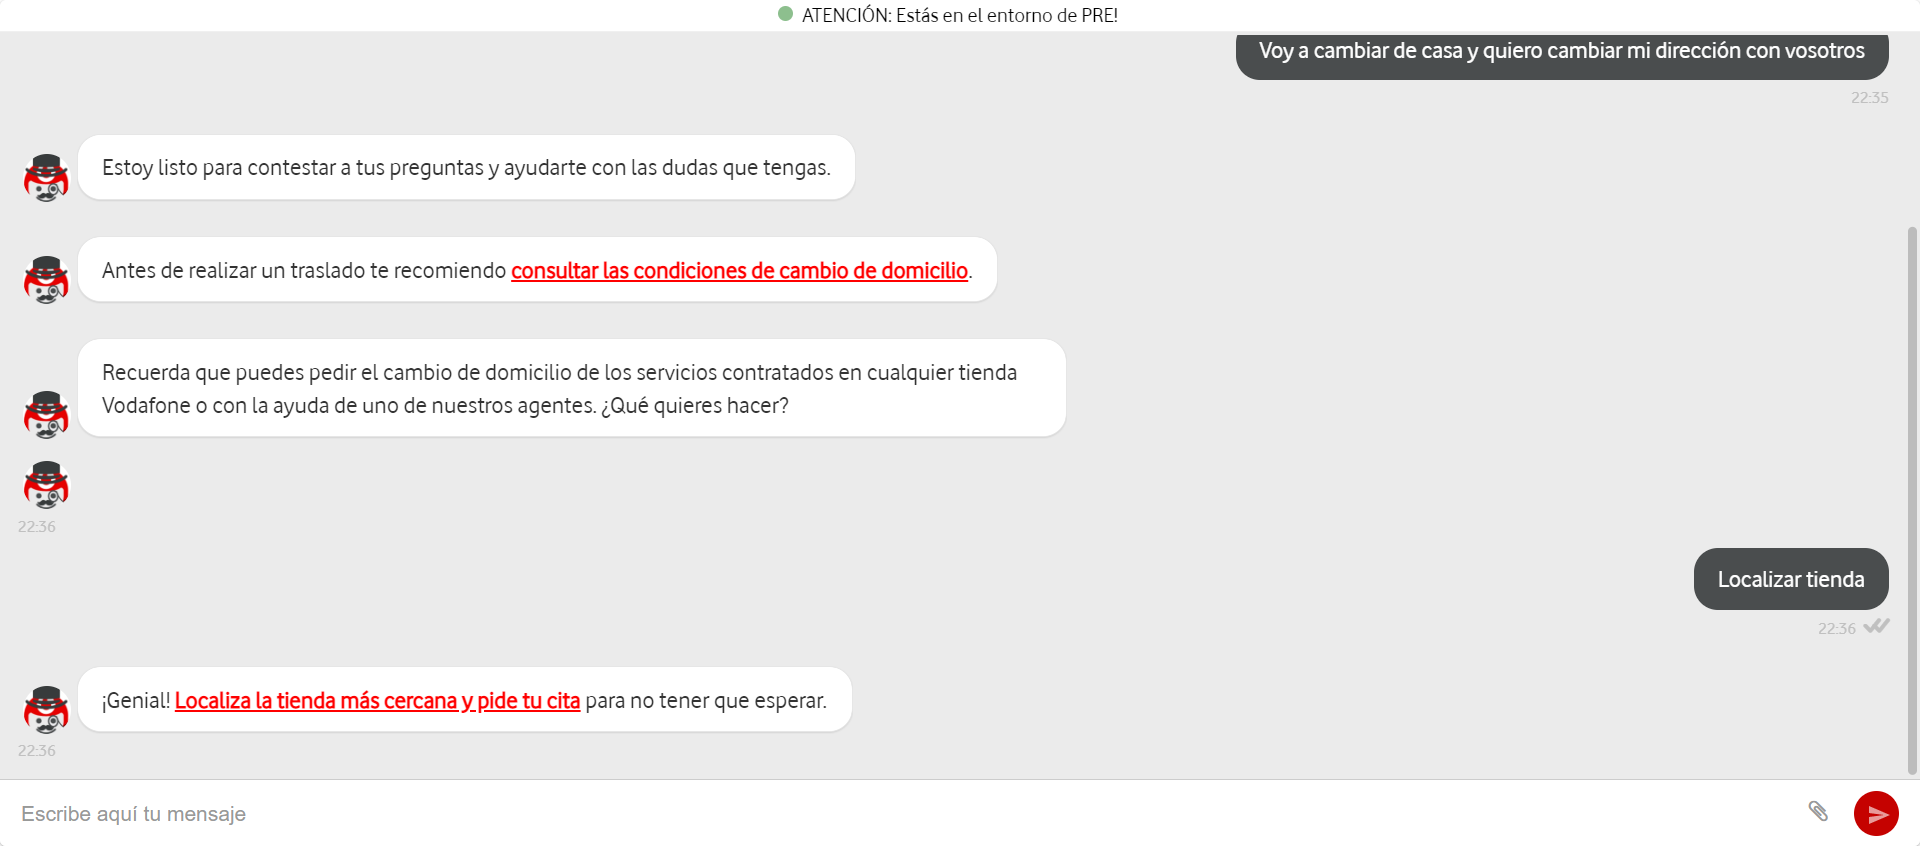 ATENCIÓN: Estás en el entorno de PRE!
Voy a cambiar de casa y quiero cambiar mi dirección con vosotros
22:35
Estoy listo para contestar a tus preguntas y ayudarte con las dudas que tengas.
Antes de realizar un traslado te recomiendo consultar las condiciones de cambio de domicilio.
Recuerda que puedes pedir el cambio de domicilio de los servicios contratados en cualquier tienda
Vodafone o con la ayuda de uno de nuestros agentes. ¿Qué quieres hacer?
22:36
Localizar tienda
22:36
¡Genial! Localiza la tienda más cercana y pide tu cita para no tener que esperar.
22:36
Escribe aquí tu mensaje